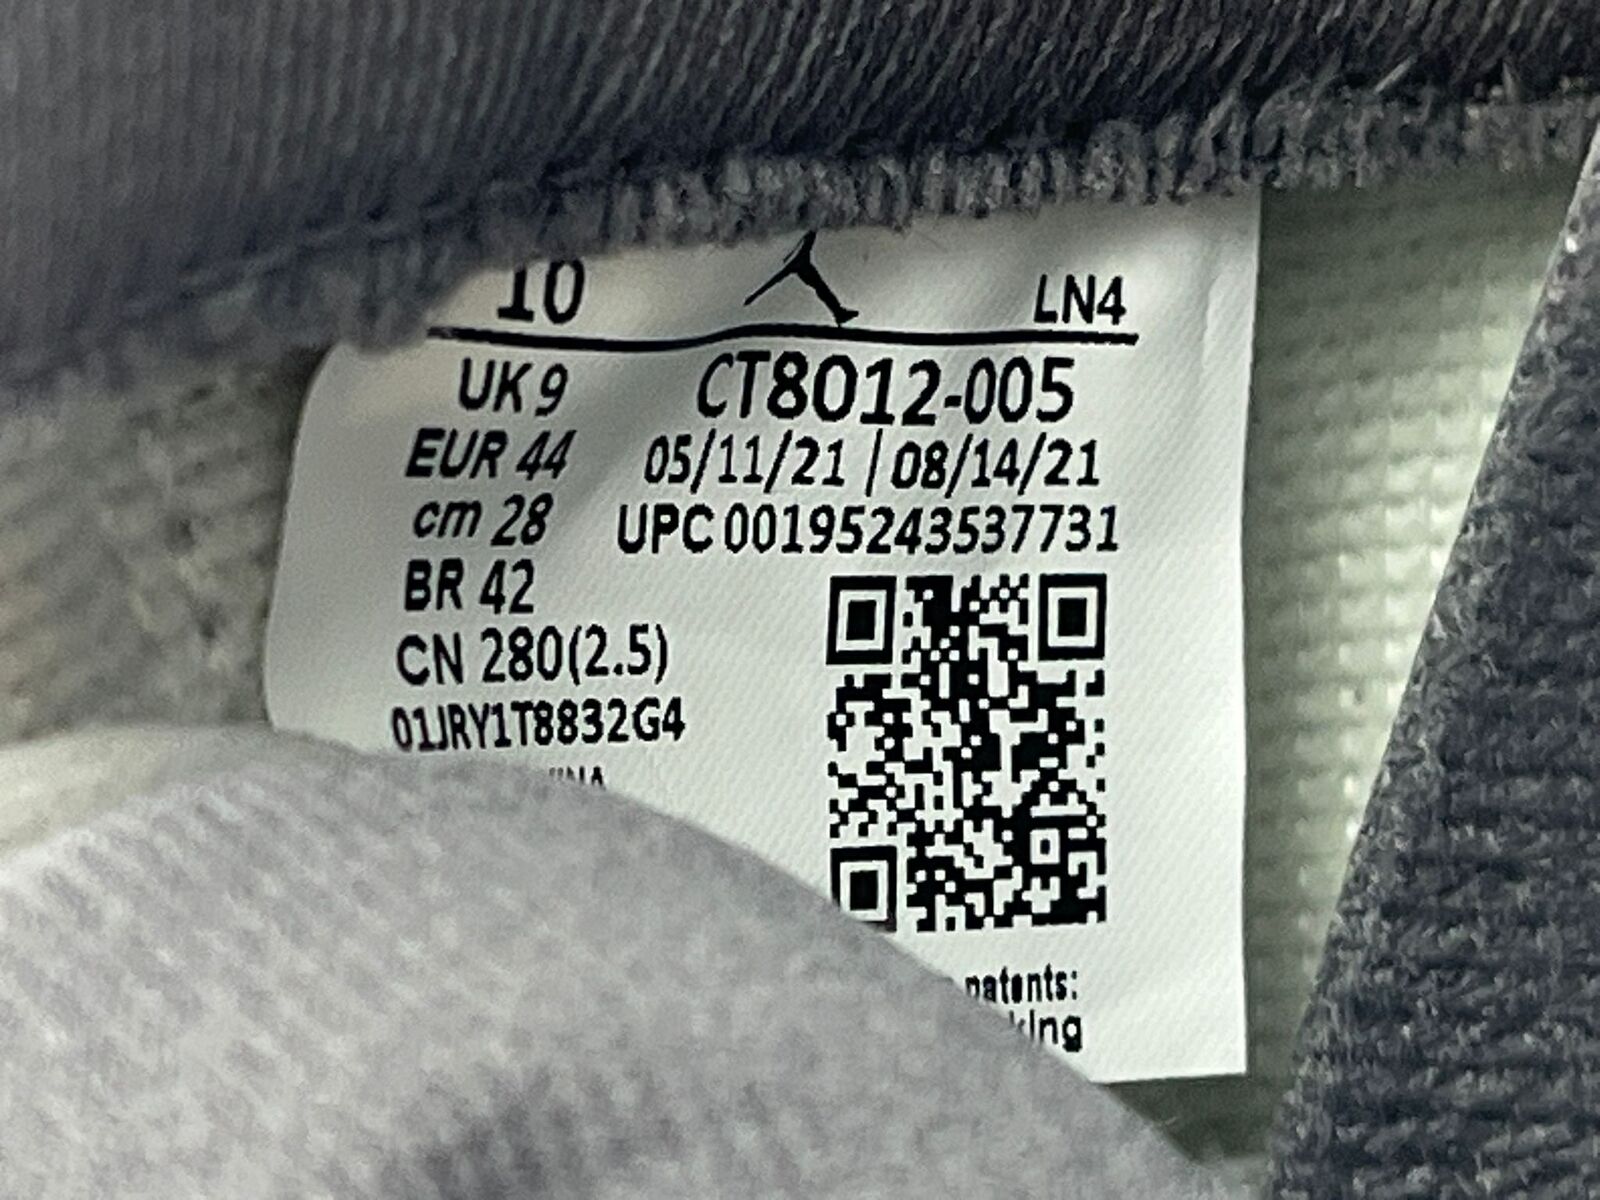 10 LN4
UK 9 CT8012-005
EUR 44 05/11/21 | 08/14/21
cm 28 UPC 00195243537731
BR 42
CN 280(2.5)
01JRY1T8832G4
patents: